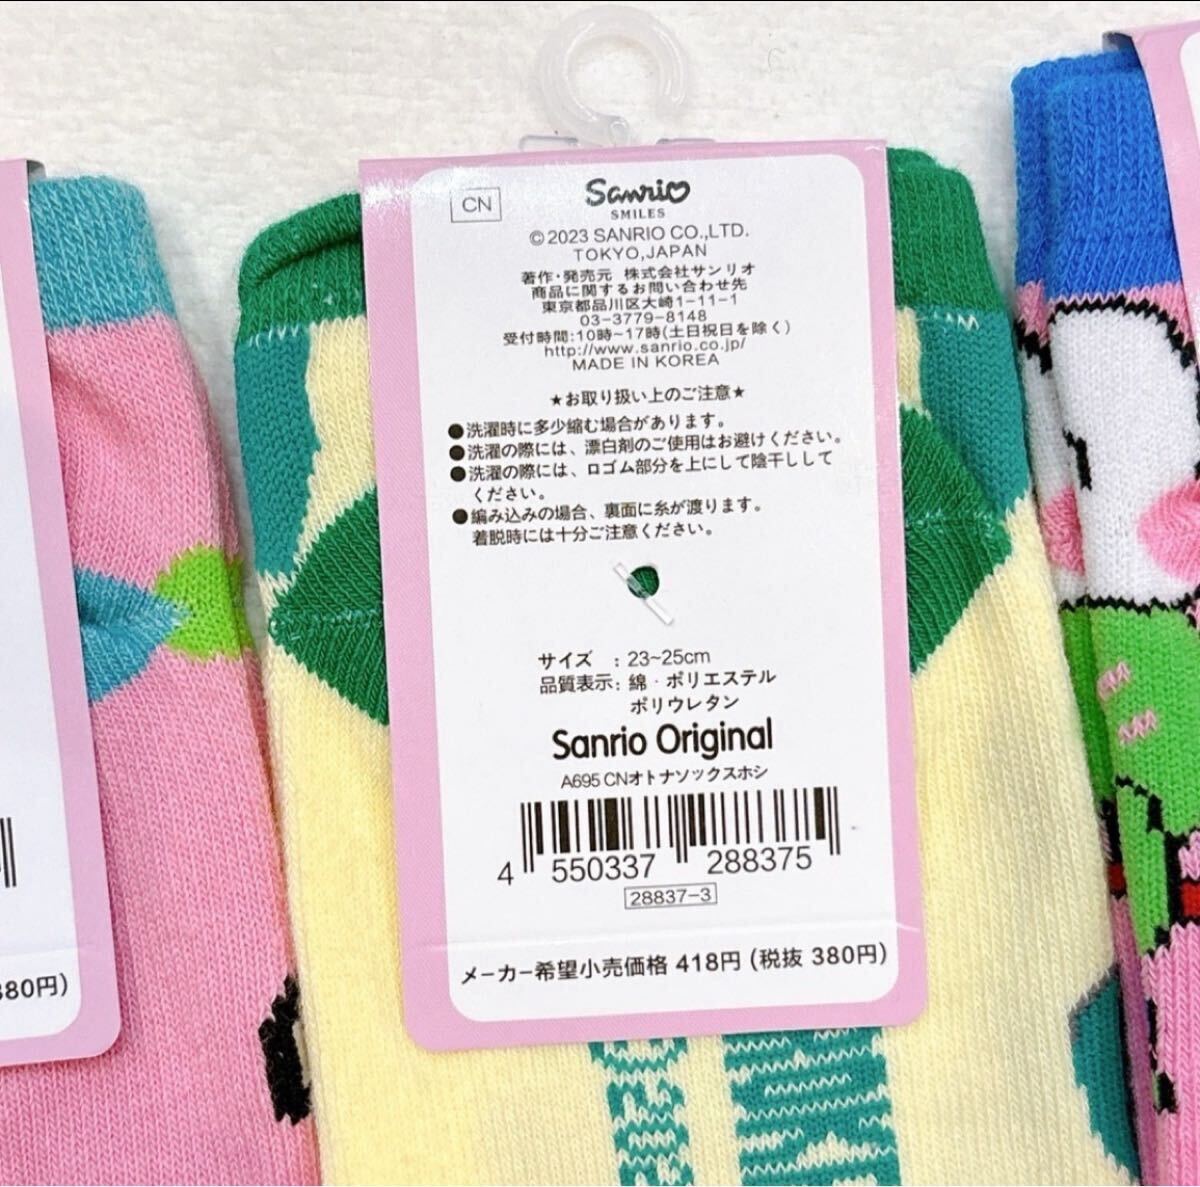 CN
Sanrio
SMILES
©2023 SANRIO CO.,LTD.
TOKYO,JAPAN
著作・発売元 株式会社サンリオ
商品に関するお問い合わせ先
東京都品川区大崎1-11-1
03-3779-8148
受付時間:10時~17時(土日祝日を除く)
http://www.sanrio.co.jp/
MADE IN KOREA
★お取り扱い上のご注意★
●洗濯時に多少縮む場合があります。
●洗濯の際には、漂白剤のご使用はお避けください。
●洗濯の際には、ロゴム部分を上にして陰干しして
ください。
●編み込みの場合、裏面に糸が渡ります。
着脱時には十分ご注意ください。
サイズ : 23~25cm
品質表示: 綿・ポリエステル
ポリウレタン
Sanrio Original
A695 CNオトナソックスホシ
4 550337 288375
28837-3
メーカー希望小売価格 418円 (税抜 380円)
380円)